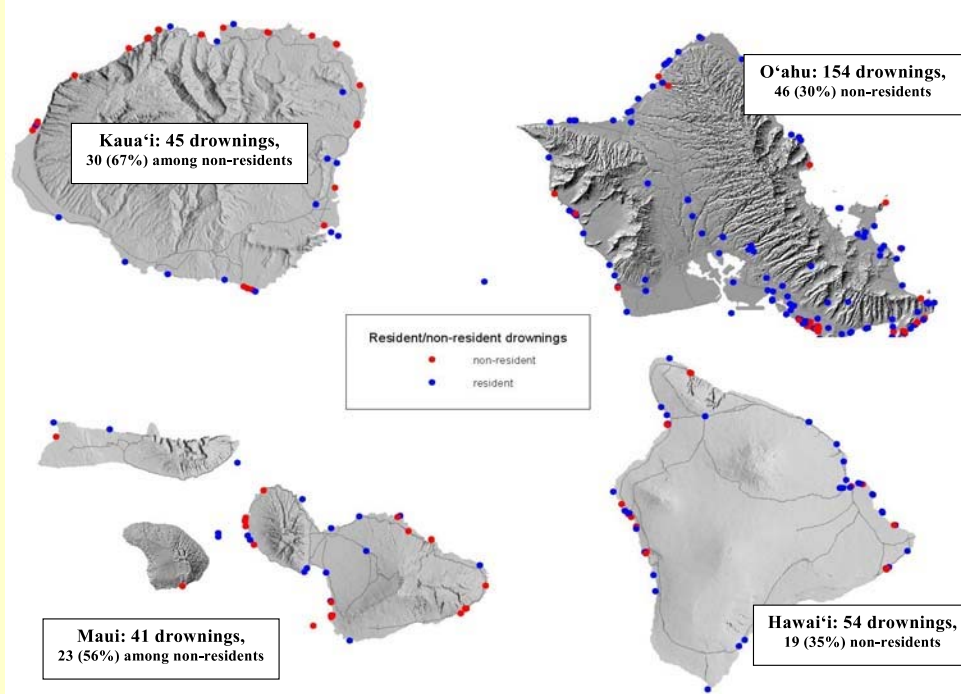 Kaua‘i: 45 drownings,
30 (67%) among non-residents
O‘ahu: 154 drownings,
46 (30%) non-residents
Resident/non-resident drownings
non-resident
resident
Maui: 41 drownings,
23 (56%) among non-residents
Hawai‘i: 54 drownings,
19 (35%) non-residents